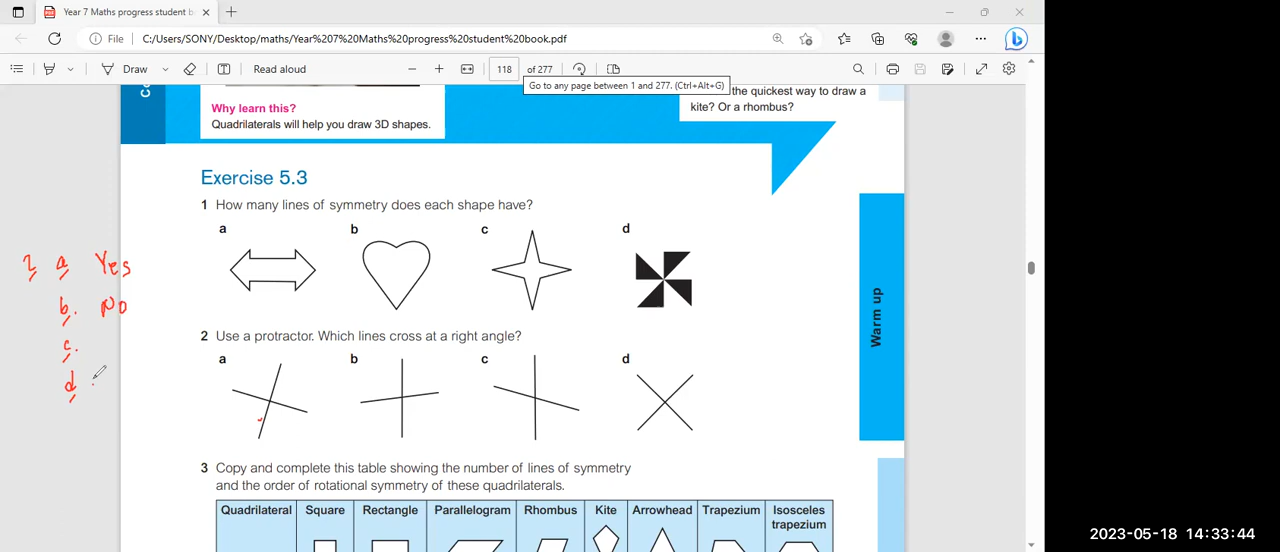 Year 7 Maths progress student b
File
C:/Users/SONY/Desktop/maths/Year%207%20Maths%20progress%20student%20book.pdf
Draw
Read aloud
118 of 277
Go to any page between 1 and 277. (Ctrl+Alt+G)
Why learn this?
Quadrilaterals will help you draw 3D shapes.
the quickest way to draw a
kite? Or a rhombus?
Exercise 5.3
1 How many lines of symmetry does each shape have?
a b c d
2 Use a protractor. Which lines cross at a right angle?
a b c d
3 Copy and complete this table showing the number of lines of symmetry
and the order of rotational symmetry of these quadrilaterals.
Quadrilateral Square Rectangle Parallelogram Rhombus Kite Arrowhead Trapezium Isosceles
trapezium
Warm up
2 a Yes
b. No
c.
d.
2023-05-18 14:33:44